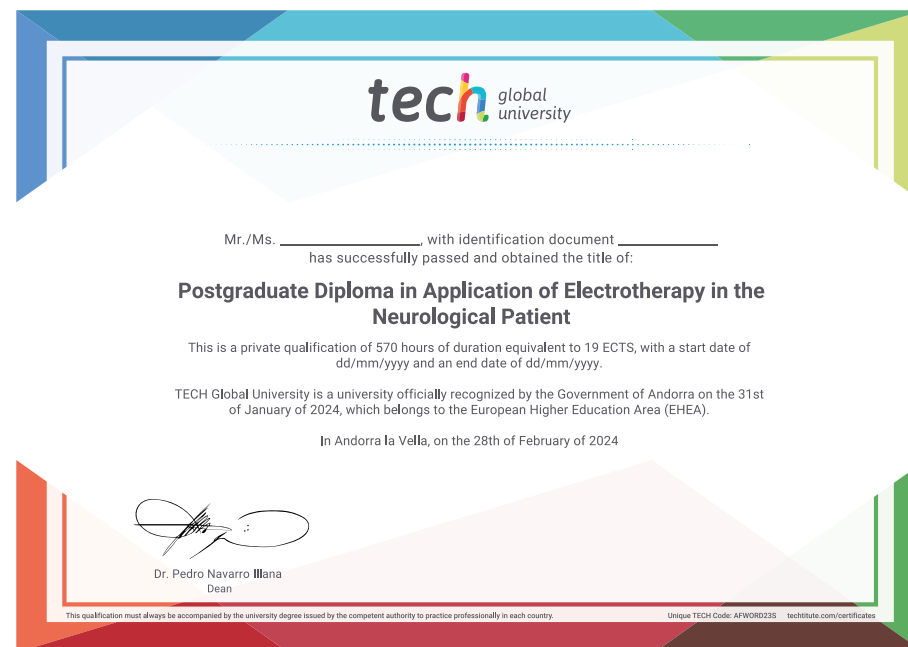 tech global
university
Mr./Ms. ____________, with identification document ____________
has successfully passed and obtained the title of:
Postgraduate Diploma in Application of Electrotherapy in the
Neurological Patient
This is a private qualification of 570 hours of duration equivalent to 19 ECTS, with a start date of
dd/mm/yyyy and an end date of dd/mm/yyyy.
TECH Global University is a university officially recognized by the Government of Andorra on the 31st
of January of 2024, which belongs to the European Higher Education Area (EHEA).
In Andorra la Vella, on the 28th of February of 2024
Dr. Pedro Navarro Illana
Dean
This qualification must always be accompanied by the university degree issued by the competent authority to practice professionally in each country. Unique TECH Code: AFWORD23S techtitute.com/certificates